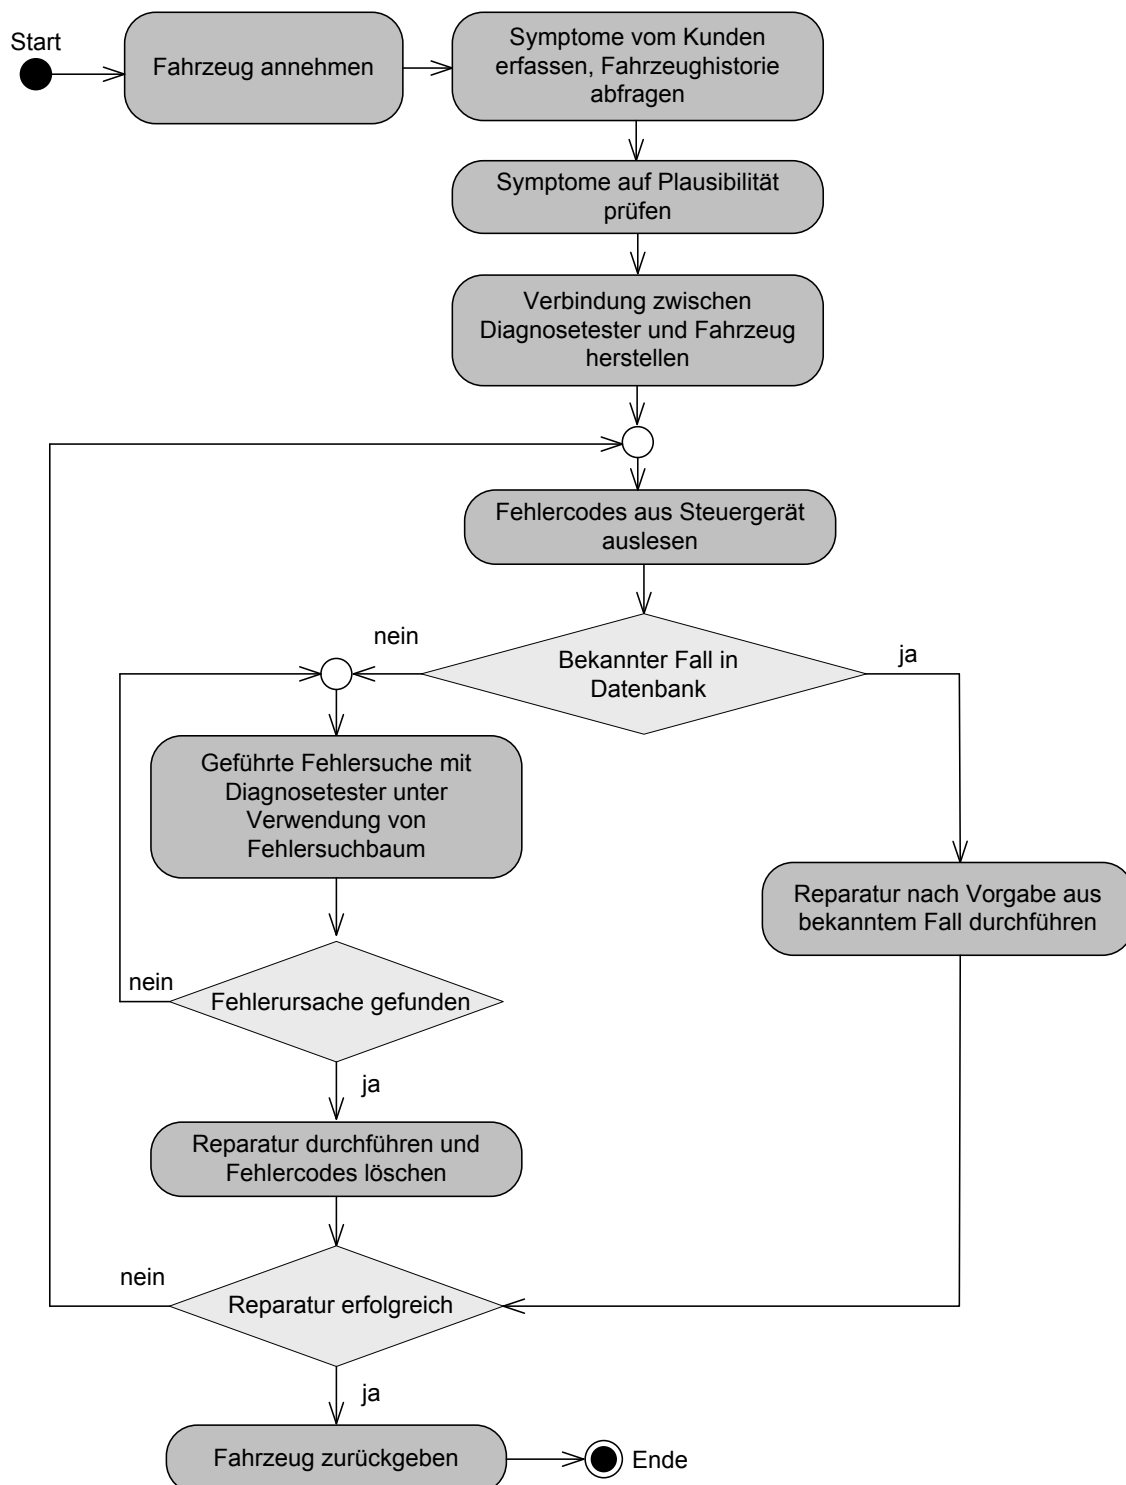 Start
Fahrzeug annehmen
Symptome vom Kunden
erfassen, Fahrzeughistorie
abfragen
Symptome auf Plausibilität
prüfen
Verbindung zwischen
Diagnosetester und Fahrzeug
herstellen
Fehlercodes aus Steuergerät
auslesen
nein
Bekannter Fall in
Datenbank
ja
Geführte Fehlersuche mit
Diagnosetester unter
Verwendung von
Fehlersuchbaum
Reparatur nach Vorgabe aus
bekanntem Fall durchführen
nein
Fehlerursache gefunden
ja
Reparatur durchführen und
Fehlercodes löschen
nein
Reparatur erfolgreich
ja
Fahrzeug zurückgeben
Ende